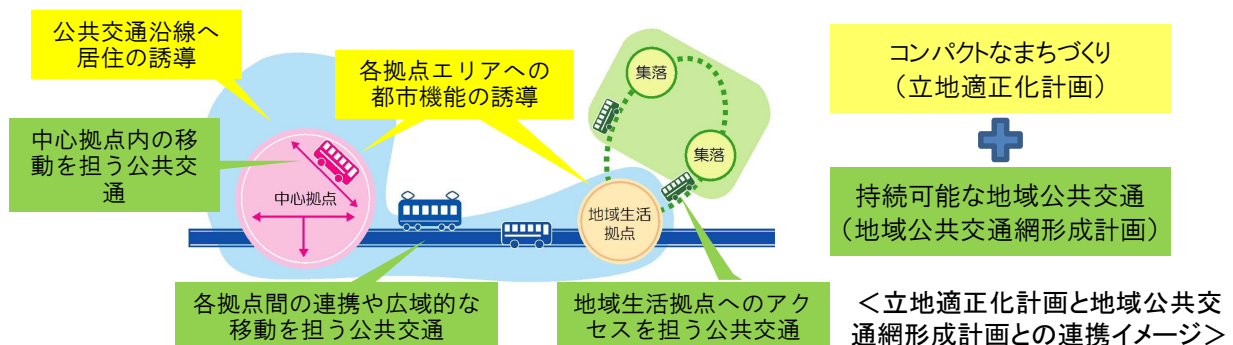 公共交通沿線へ
居住の誘導
各拠点エリアへの
都市機能の誘導
中心拠点内の移
動を担う公共交
通
中心拠点
集落
集落
地域生活
拠点
各拠点間の連携や広域的な
移動を担う公共交通
地域生活拠点へのアク
セスを担う公共交通
コンパクトなまちづくり
（立地適正化計画）
持続可能な地域公共交通
（地域公共交通網形成計画）
＜立地適正化計画と地域公共交
通網形成計画との連携イメージ＞